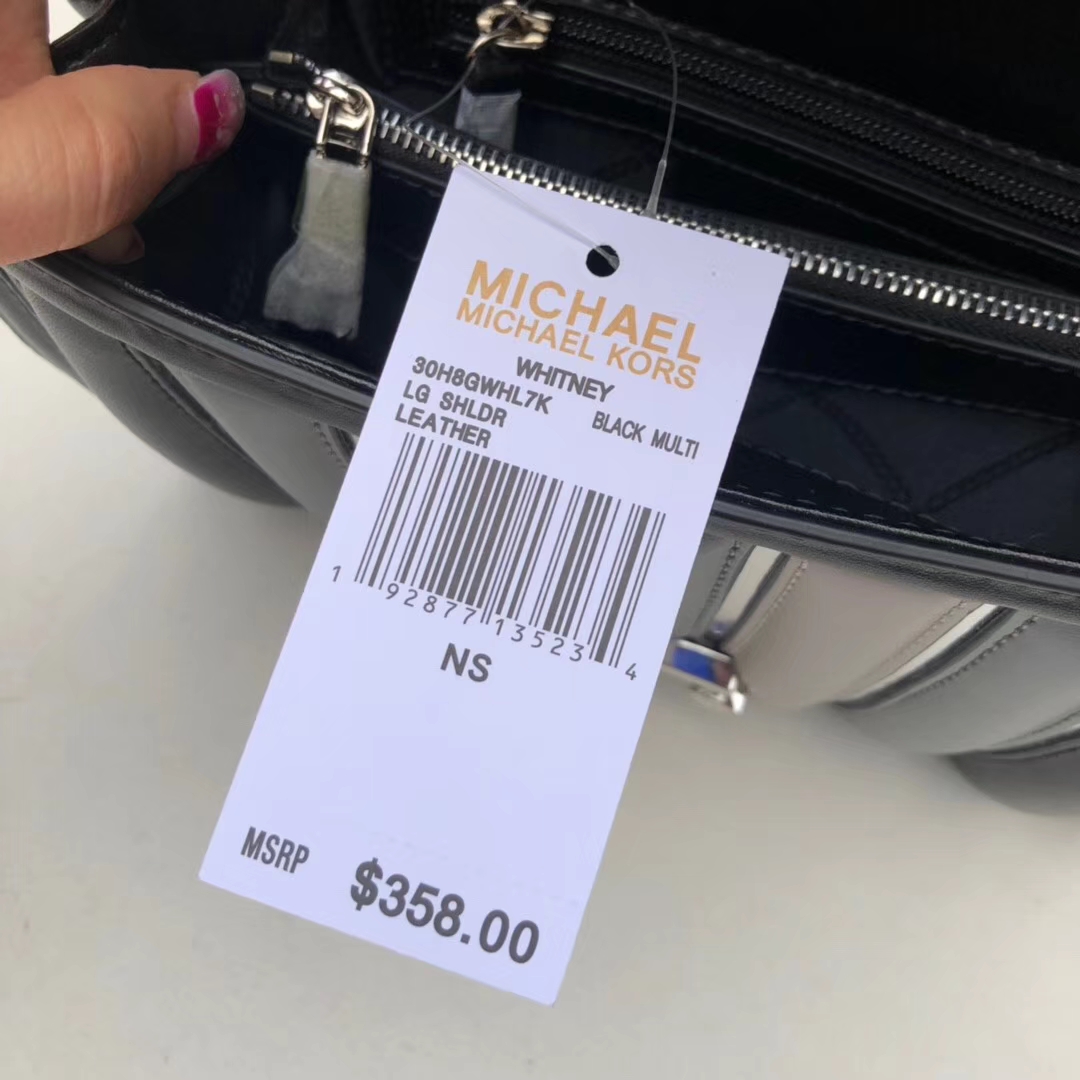 MICHAEL
MICHAEL KORS
WHITNEY
30H8GWHL7K
BLACK MULTI
LG SHLDR
LEATHER
1 92877 13523 4
NS
MSRP $358.00